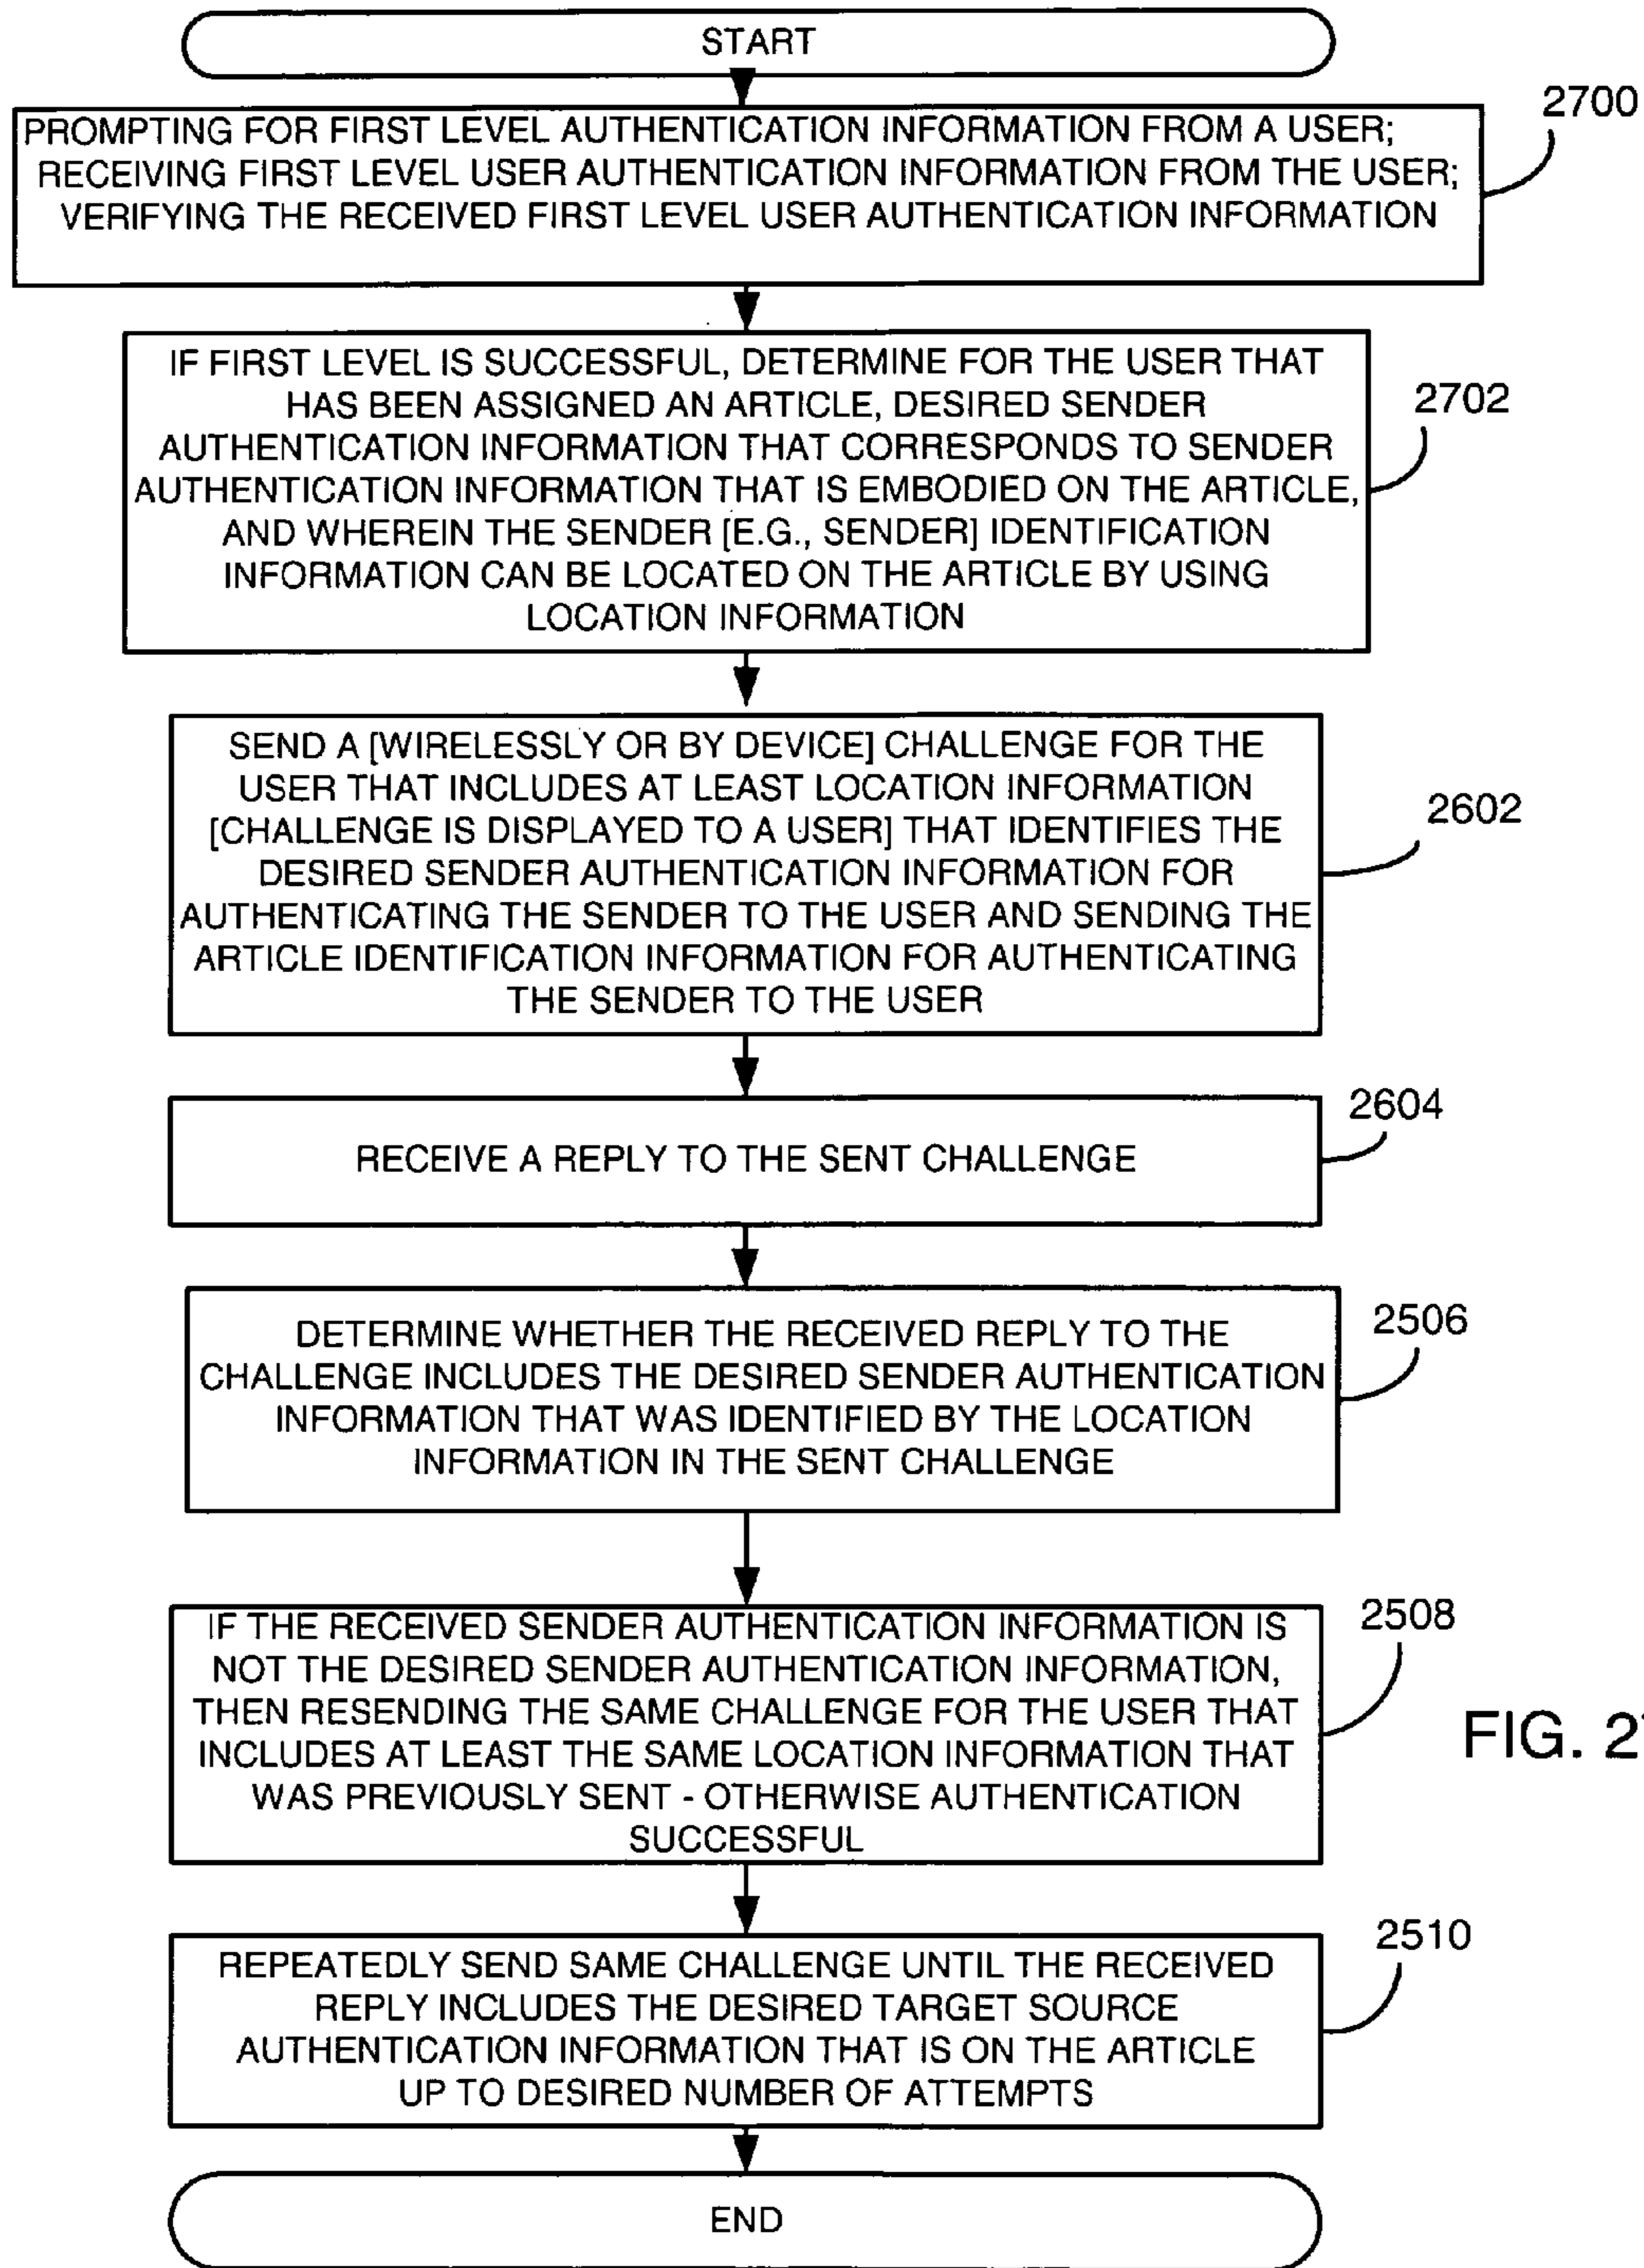 START
2700
PROMPTING FOR FIRST LEVEL AUTHENTICATION INFORMATION FROM A USER;
RECEIVING FIRST LEVEL USER AUTHENTICATION INFORMATION FROM THE USER;
VERIFYING THE RECEIVED FIRST LEVEL USER AUTHENTICATION INFORMATION
2702
IF FIRST LEVEL IS SUCCESSFUL, DETERMINE FOR THE USER THAT
HAS BEEN ASSIGNED AN ARTICLE, DESIRED SENDER
AUTHENTICATION INFORMATION THAT CORRESPONDS TO SENDER
AUTHENTICATION INFORMATION THAT IS EMBODIED ON THE ARTICLE,
AND WHEREIN THE SENDER [E.G., SENDER] IDENTIFICATION
INFORMATION CAN BE LOCATED ON THE ARTICLE BY USING
LOCATION INFORMATION
2602
SEND A [WIRELESSLY OR BY DEVICE] CHALLENGE FOR THE
USER THAT INCLUDES AT LEAST LOCATION INFORMATION
[CHALLENGE IS DISPLAYED TO A USER] THAT IDENTIFIES THE
DESIRED SENDER AUTHENTICATION INFORMATION FOR
AUTHENTICATING THE SENDER TO THE USER AND SENDING THE
ARTICLE IDENTIFICATION INFORMATION FOR AUTHENTICATING
THE SENDER TO THE USER
2604
RECEIVE A REPLY TO THE SENT CHALLENGE
2506
DETERMINE WHETHER THE RECEIVED REPLY TO THE
CHALLENGE INCLUDES THE DESIRED SENDER AUTHENTICATION
INFORMATION THAT WAS IDENTIFIED BY THE LOCATION
INFORMATION IN THE SENT CHALLENGE
2508
IF THE RECEIVED SENDER AUTHENTICATION INFORMATION IS
NOT THE DESIRED SENDER AUTHENTICATION INFORMATION,
THEN RESENDING THE SAME CHALLENGE FOR THE USER THAT
INCLUDES AT LEAST THE SAME LOCATION INFORMATION THAT
WAS PREVIOUSLY SENT - OTHERWISE AUTHENTICATION
SUCCESSFUL
FIG.
2510
REPEATEDLY SEND SAME CHALLENGE UNTIL THE RECEIVED
REPLY INCLUDES THE DESIRED TARGET SOURCE
AUTHENTICATION INFORMATION THAT IS ON THE ARTICLE
UP TO DESIRED NUMBER OF ATTEMPTS
END